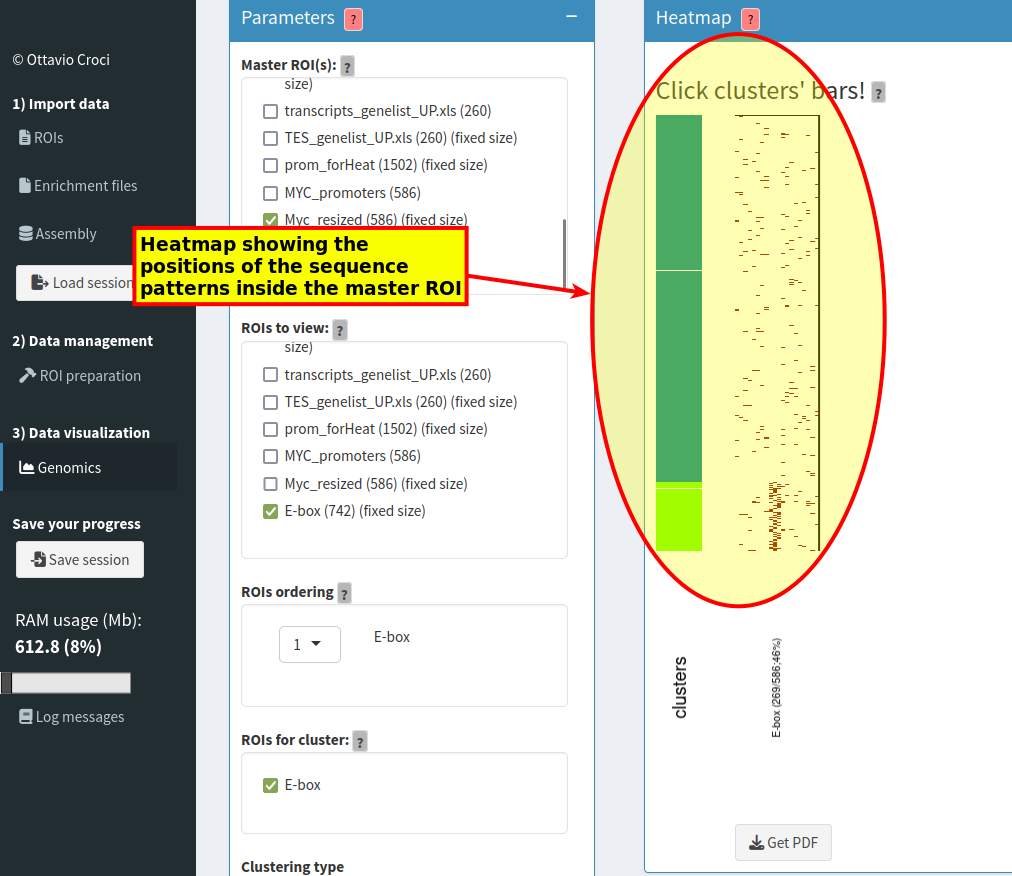 © Ottavio Croci
1) Import data
ROIs
Enrichment files
Assembly
Load session
2) Data management
ROI preparation
3) Data visualization
Genomics
Save your progress
Save session
RAM usage (Mb):
612.8 (8%)
Log messages
Parameters ?
Master ROI(s): ?
size)
transcripts_genelist_UP.xls (260)
TES_genelist_UP.xls (260) (fixed size)
prom_forHeat (1502) (fixed size)
MYC_promoters (586)
Myc_resized (586) (fixed size)
Heatmap showing the
positions of the sequence
patterns inside the master ROI
ROIs to view: ?
size)
transcripts_genelist_UP.xls (260)
TES_genelist_UP.xls (260) (fixed size)
prom_forHeat (1502) (fixed size)
MYC_promoters (586)
Myc_resized (586) (fixed size)
E-box (742) (fixed size)
ROIs ordering ?
1 E-box
ROIs for cluster: ?
E-box
Clustering type
Heatmap ?
Click clusters' bars! ?
clusters
E-box (269/586;46%)
Get PDF